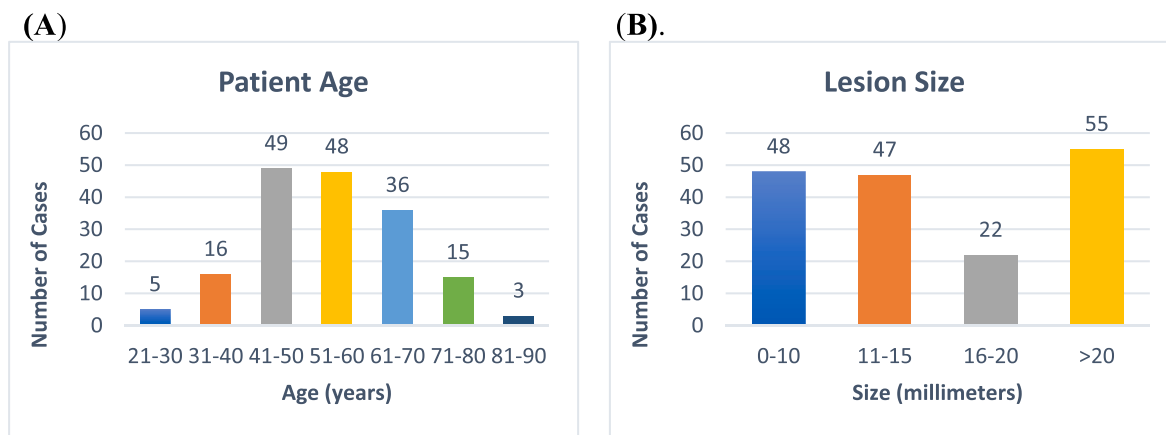 (A)
Patient Age
Number of Cases
60
50
40
30
20
10
0
5
16
49
48
36
15
3
21-30 31-40 41-50 51-60 61-70 71-80 81-90
Age (years)
(B).
Lesion Size
Number of Cases
60
50
40
30
20
10
0
48
47
22
55
0-10 11-15 16-20 >20
Size (millimeters)